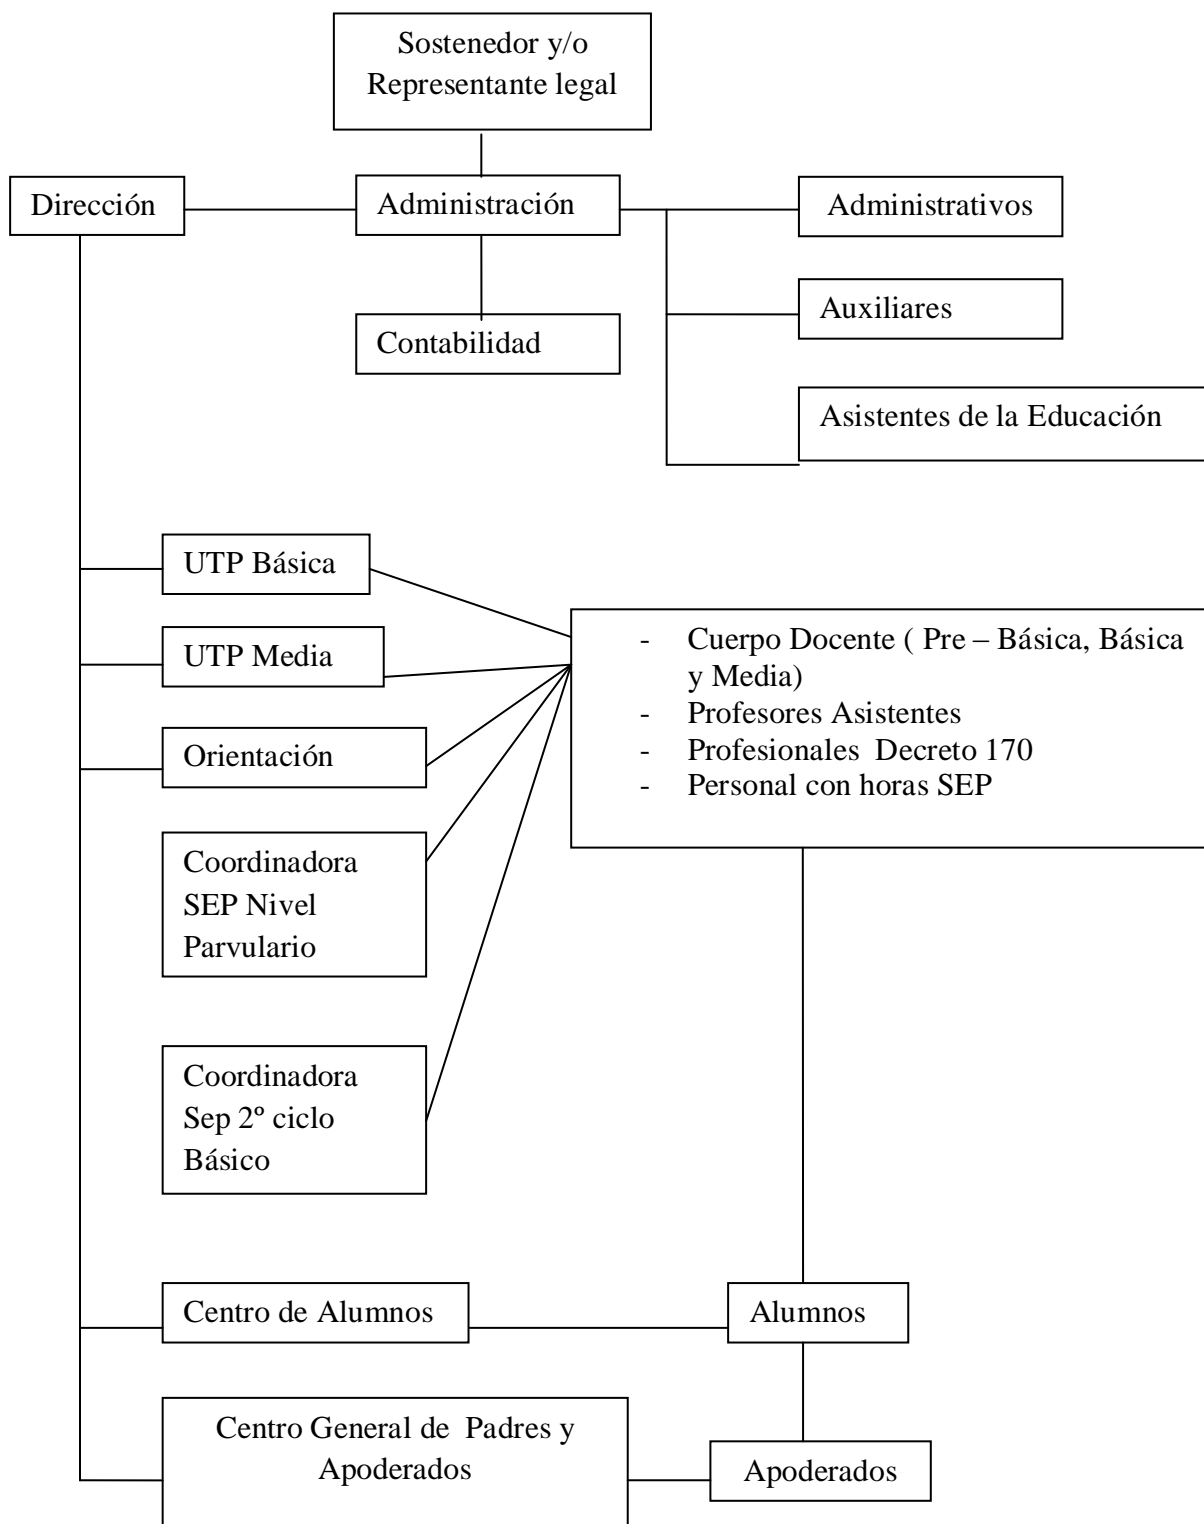 Sostenedor y/o
Representante legal
Dirección
Administración
Administrativos
Auxiliares
Contabilidad
Asistentes de la Educación
UTP Básica
UTP Media
Orientación
Coordinadora
SEP Nivel
Parvulario
Coordinadora
Sep 2º ciclo
Básico
- Cuerpo Docente ( Pre – Básica, Básica
y Media)
- Profesores Asistentes
- Profesionales Decreto 170
- Personal con horas SEP
Centro de Alumnos
Alumnos
Centro General de Padres y
Apoderados
Apoderados